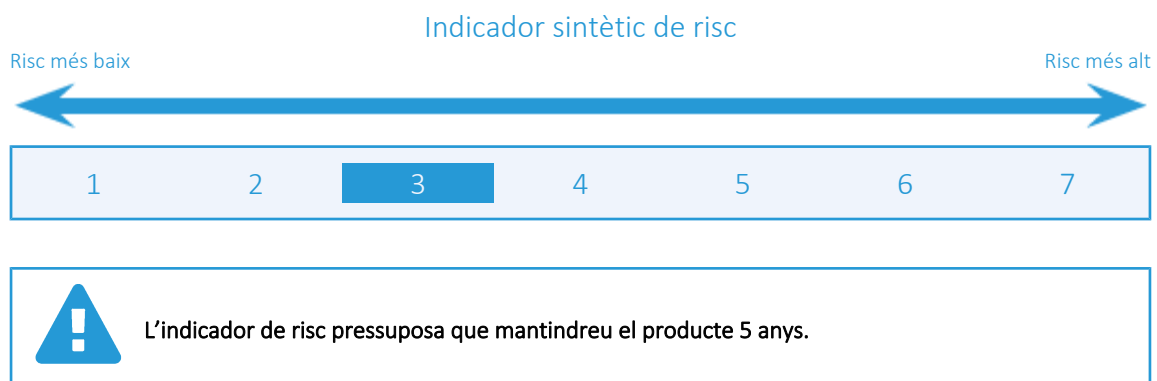 Indicador sintètic de risc
Risc més baix Risc més alt
1 2 3 4 5 6 7
L'indicador de risc pressuposa que mantindreu el producte 5 anys.